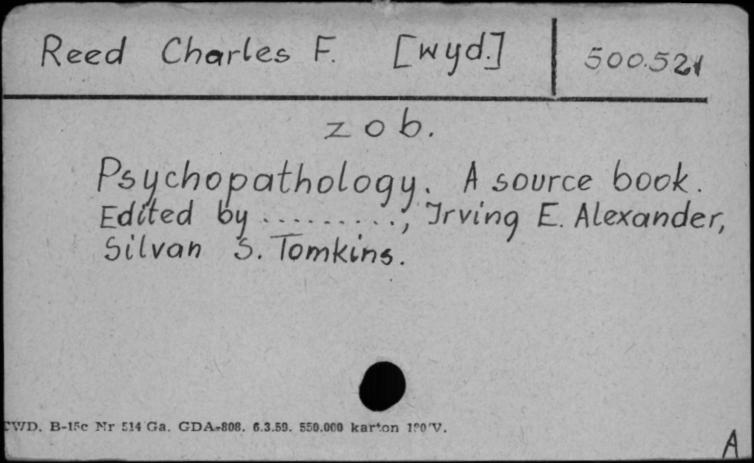 Reed Charles F. [wyd.] 500.521
zob.
Psychopathology. A source book.
Edited by .........., Irving E. Alexander,
Silvan S. Tomkins.
B-15c Nr 514 Ga. GDA-808. 6.3.59. 550.000 karton
A